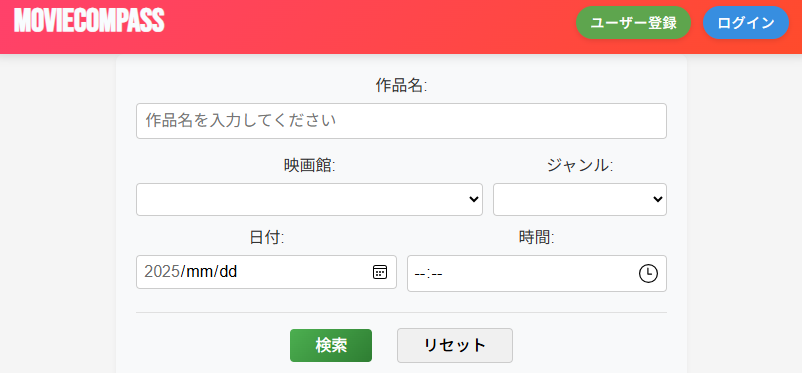 MOVIECOMPASS
ユーザー登録 ログイン
作品名:
作品名を入力してください
映画館: ジャンル:
日付: 時間:
2025/mm/dd --:--
検索 リセット